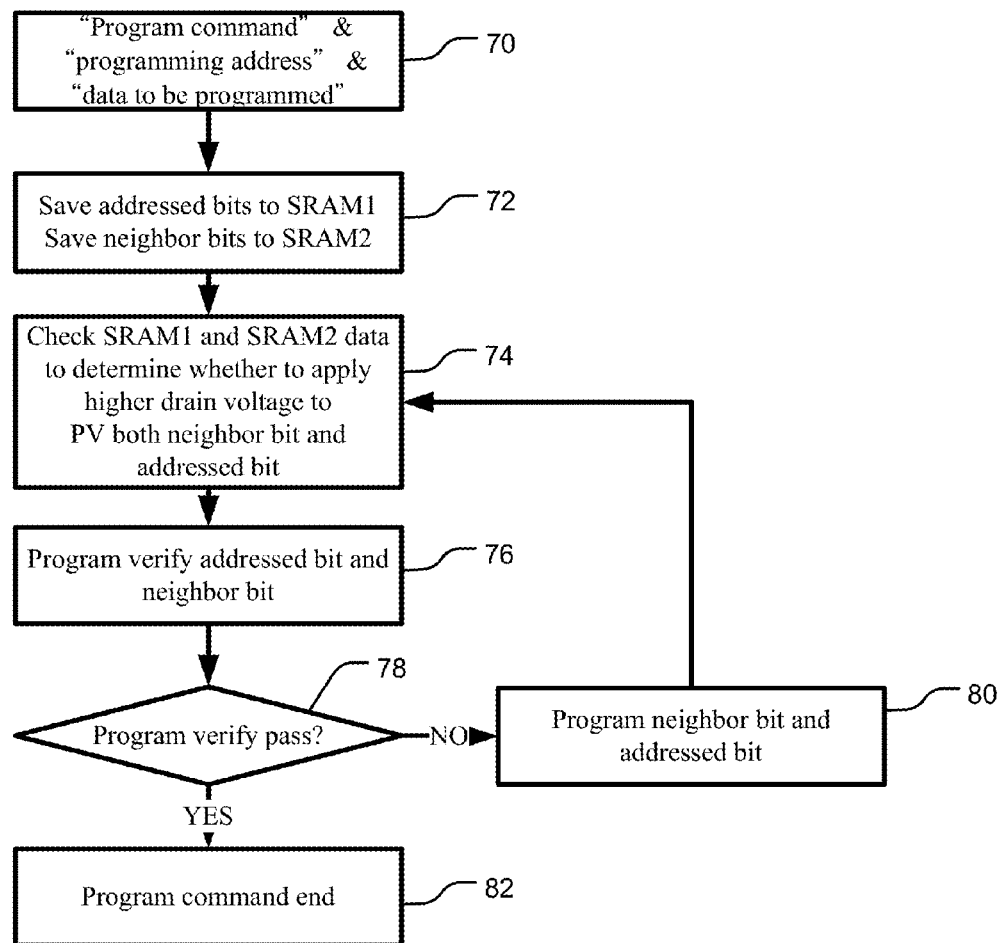 “Program command” &
“programming address” &
“data to be programmed”
70
Save addressed bits to SRAM1
Save neighbor bits to SRAM2
72
Check SRAM1 and SRAM2 data
to determine whether to apply
higher drain voltage to
PV both neighbor bit and
addressed bit
74
Program verify addressed bit and
neighbor bit
76
Program verify pass?
78
NO
Program neighbor bit and
addressed bit
80
YES
Program command end
82